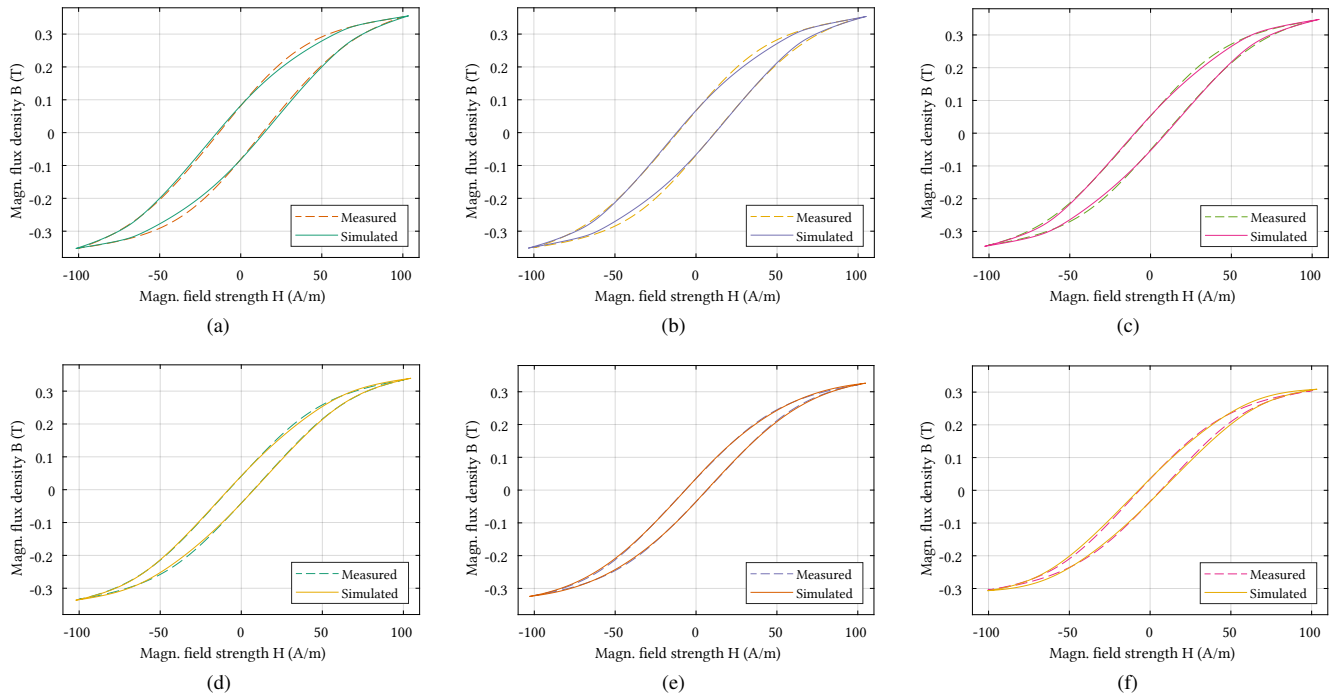 Magn. flux density B (T)
0.3
0.2
0.1
0
-0.1
-0.2
-0.3
Measured
Simulated
-100 -50 0 50 100
Magn. field strength H (A/m)
(a)
Magn. flux density B (T)
0.3
0.2
0.1
0
-0.1
-0.2
-0.3
Measured
Simulated
-100 -50 0 50 100
Magn. field strength H (A/m)
(b)
Magn. flux density B (T)
0.3
0.2
0.1
0
-0.1
-0.2
-0.3
Measured
Simulated
-100 -50 0 50 100
Magn. field strength H (A/m)
(c)
Magn. flux density B (T)
0.3
0.2
0.1
0
-0.1
-0.2
-0.3
Measured
Simulated
-100 -50 0 50 100
Magn. field strength H (A/m)
(d)
Magn. flux density B (T)
0.3
0.2
0.1
0
-0.1
-0.2
-0.3
Measured
Simulated
-100 -50 0 50 100
Magn. field strength H (A/m)
(e)
Magn. flux density B (T)
0.3
0.2
0.1
0
-0.1
-0.2
-0.3
Measured
Simulated
-100 -50 0 50 100
Magn. field strength H (A/m)
(f)